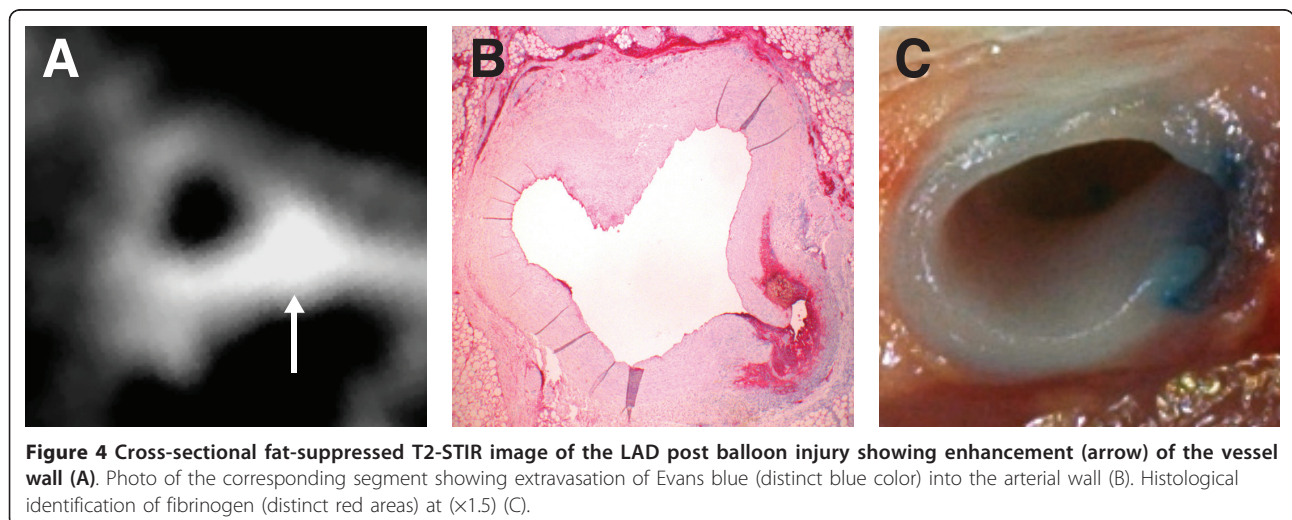 A
B
C
Figure 4 Cross-sectional fat-suppressed T2-STIR image of the LAD post balloon injury showing enhancement (arrow) of the vessel
wall (A). Photo of the corresponding segment showing extravasation of Evans blue (distinct blue color) into the arterial wall (B). Histological
identification of fibrinogen (distinct red areas) at (×1.5) (C).